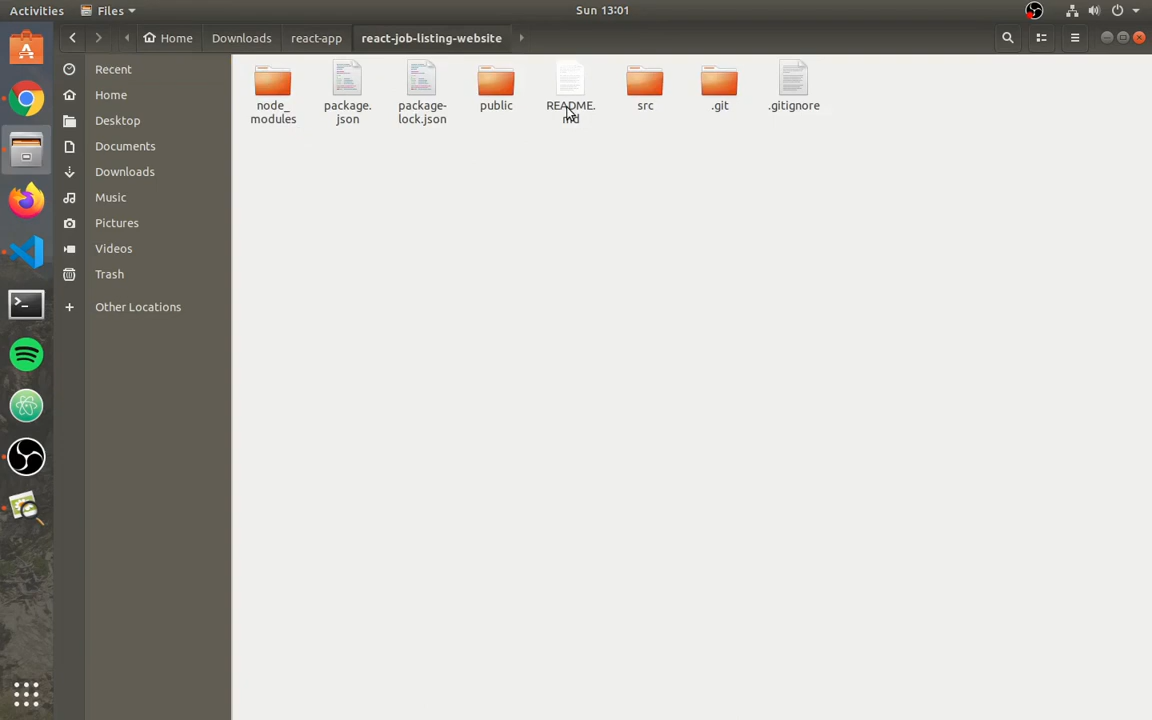 Activities Files Sun 13:01
Home Downloads react-app react-job-listing-website
Recent
Home
Desktop
Documents
Downloads
Music
Pictures
Videos
Trash
Other Locations
node_
modules
package.
json
package-
lock.json
public
README.
md
src
.git
.gitignore